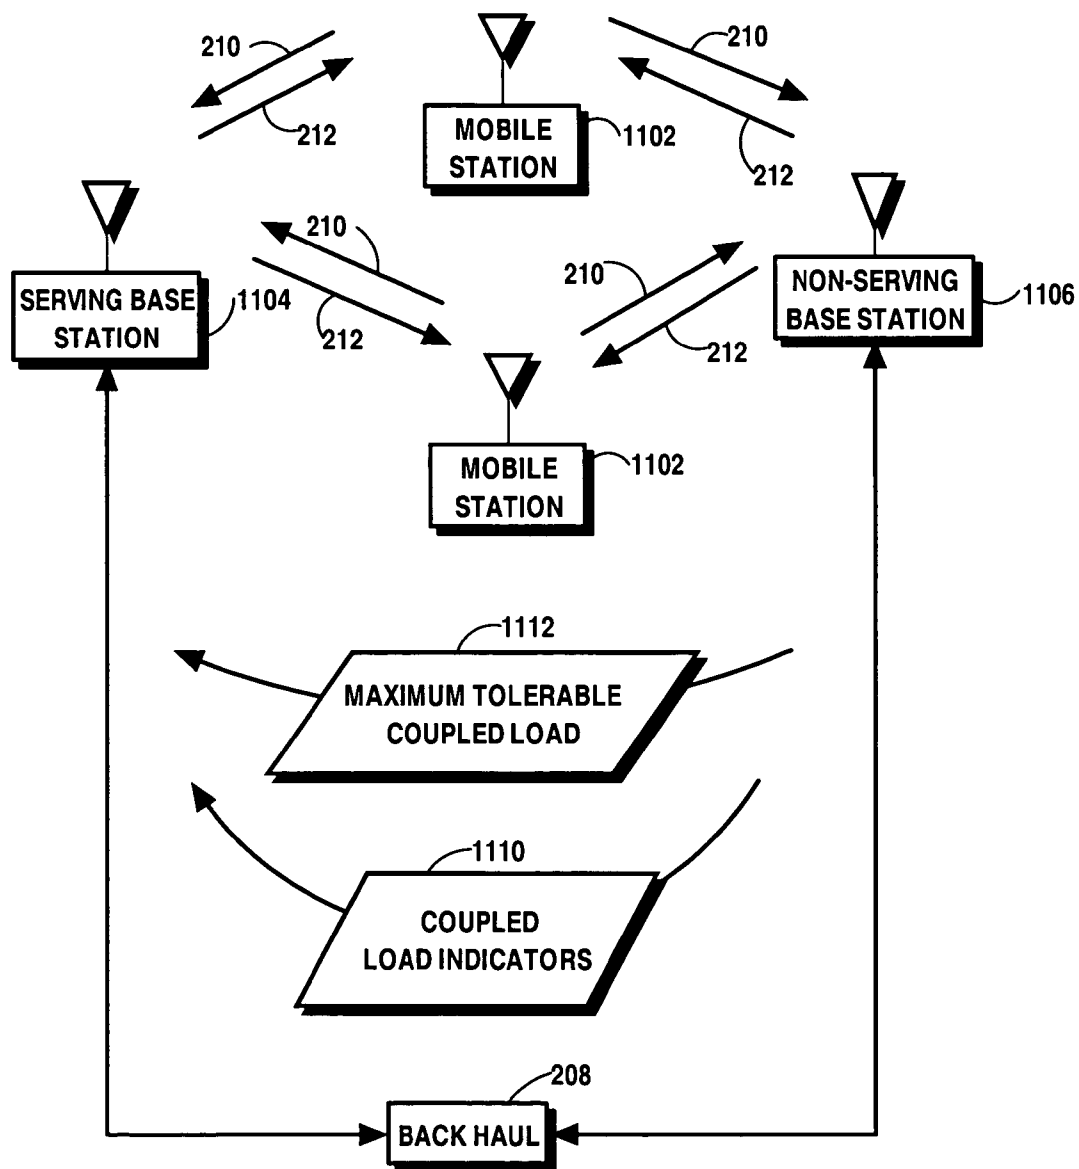 210
212
MOBILE
STATION
1102
210
212
SERVING BASE
STATION
1104
210
212
210
212
NON-SERVING
BASE STATION
1106
MOBILE
STATION
1102
1112
MAXIMUM TOLERABLE
COUPLED LOAD
1110
COUPLED
LOAD INDICATORS
208
BACK HAUL